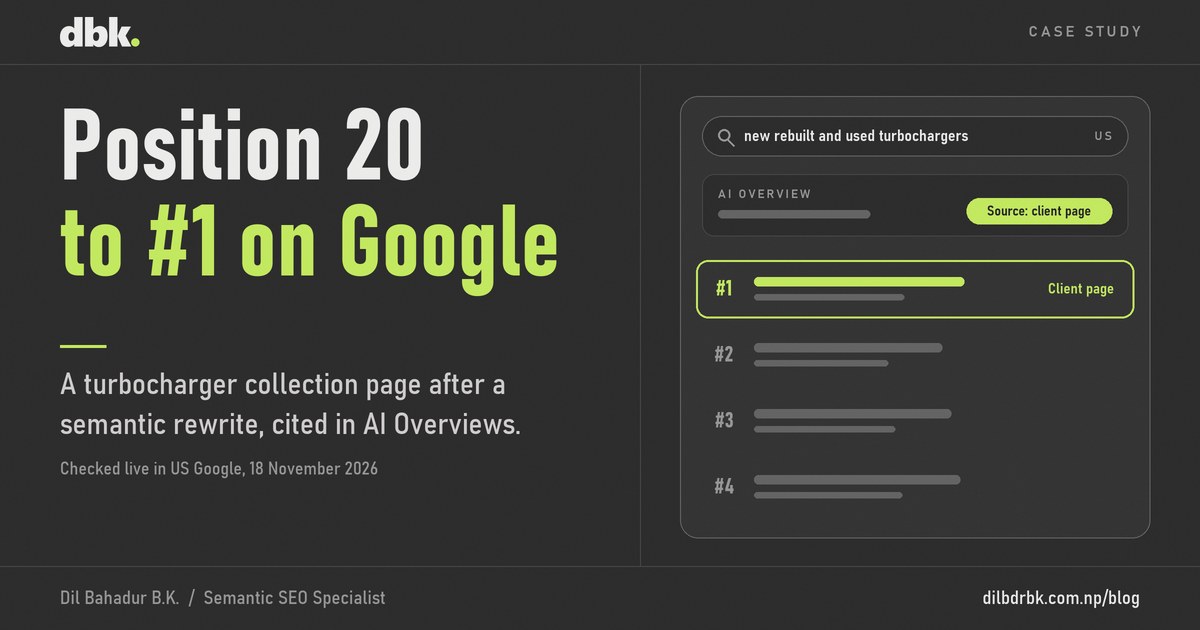 dbk.
CASE STUDY
Position 20
to #1 on Google
A turbocharger collection page after a
semantic rewrite, cited in AI Overviews.
Checked live in US Google, 18 November 2026
new rebuilt and used turbochargers
US
AI OVERVIEW
Source: client page
#1
Client page
#2
#3
#4
Dil Bahadur B.K. / Semantic SEO Specialist
dilbdrbk.com.np/blog